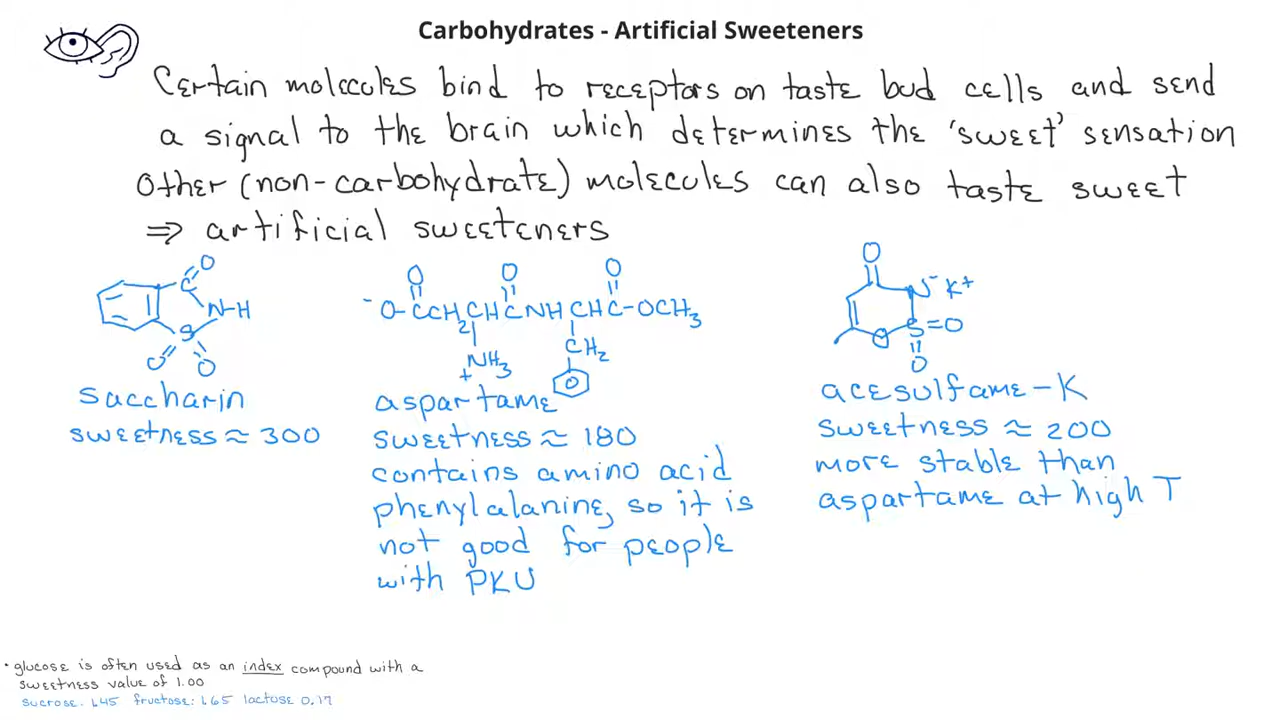 Carbohydrates - Artificial Sweeteners
Certain molecules bind to receptors on taste bud cells and send
a signal to the brain which determines the 'sweet' sensation
Other (non-carbohydrate) molecules can also taste sweet
⇒ artificial sweeteners
O
C
N-H
S
O O
saccharin
sweetness ≈ 300
O O O
⁻O-CCH₂CHCNHCHC-OCH₃
NH₃ CH₂
+
aspartame
sweetness ≈ 180
contains amino acid
phenylalanine, so it is
not good for people
with PKU
O
N⁻ K⁺
O S=O
O
acesulfame-K
sweetness ≈ 200
more stable than
aspartame at high T
• glucose is often used as an index compound with a
sweetness value of 1.00
sucrose: 1.45 fructose: 1.65 lactose 0.17